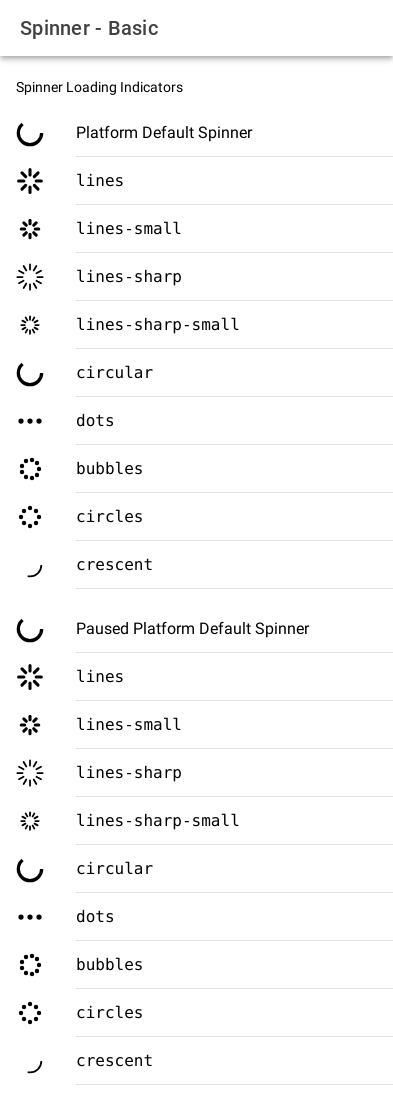 Spinner - Basic
Spinner Loading Indicators
Platform Default Spinner
lines
lines-small
lines-sharp
lines-sharp-small
circular
dots
bubbles
circles
crescent
Paused Platform Default Spinner
lines
lines-small
lines-sharp
lines-sharp-small
circular
dots
bubbles
circles
crescent